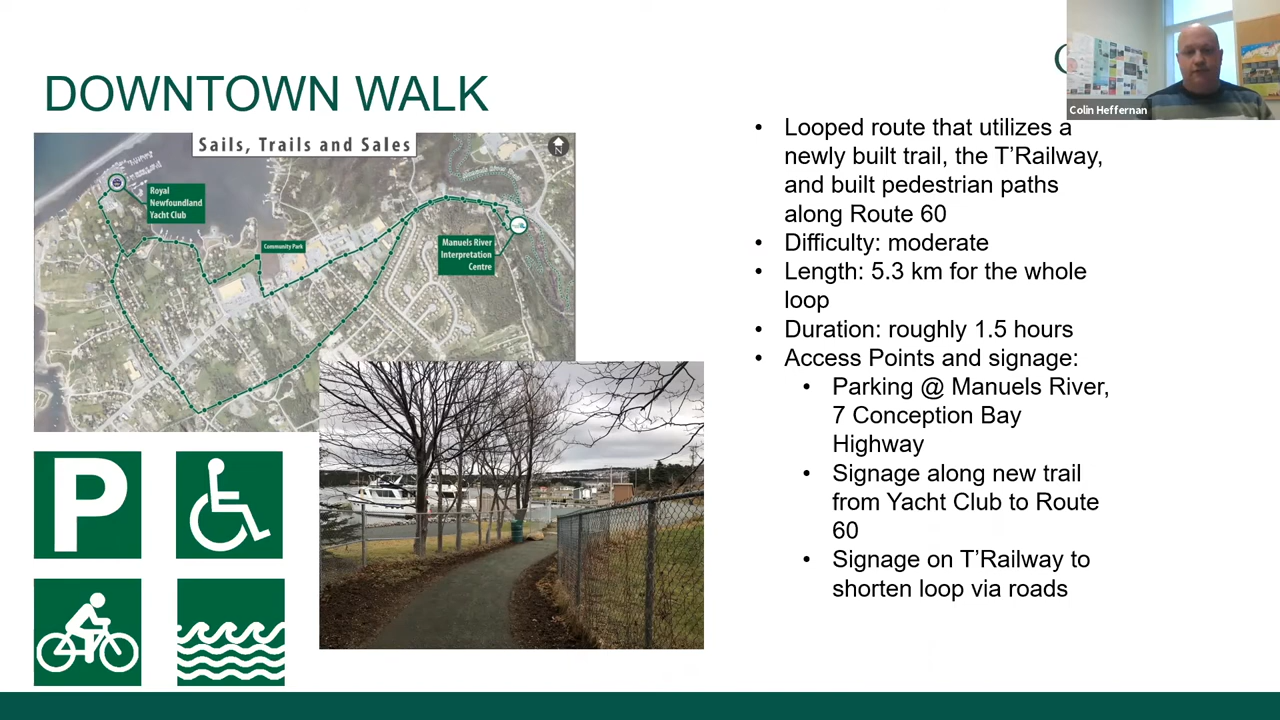 DOWNTOWN WALK
Sails, Trails and Sales
N
Royal
Newfoundland
Yacht Club
Community Park
Manuels River
Interpretation
Centre
P
Colin Heffernan
• Looped route that utilizes a
newly built trail, the T’Railway,
and built pedestrian paths
along Route 60
• Difficulty: moderate
• Length: 5.3 km for the whole
loop
• Duration: roughly 1.5 hours
• Access Points and signage:
• Parking @ Manuels River,
7 Conception Bay
Highway
• Signage along new trail
from Yacht Club to Route
60
• Signage on T’Railway to
shorten loop via roads